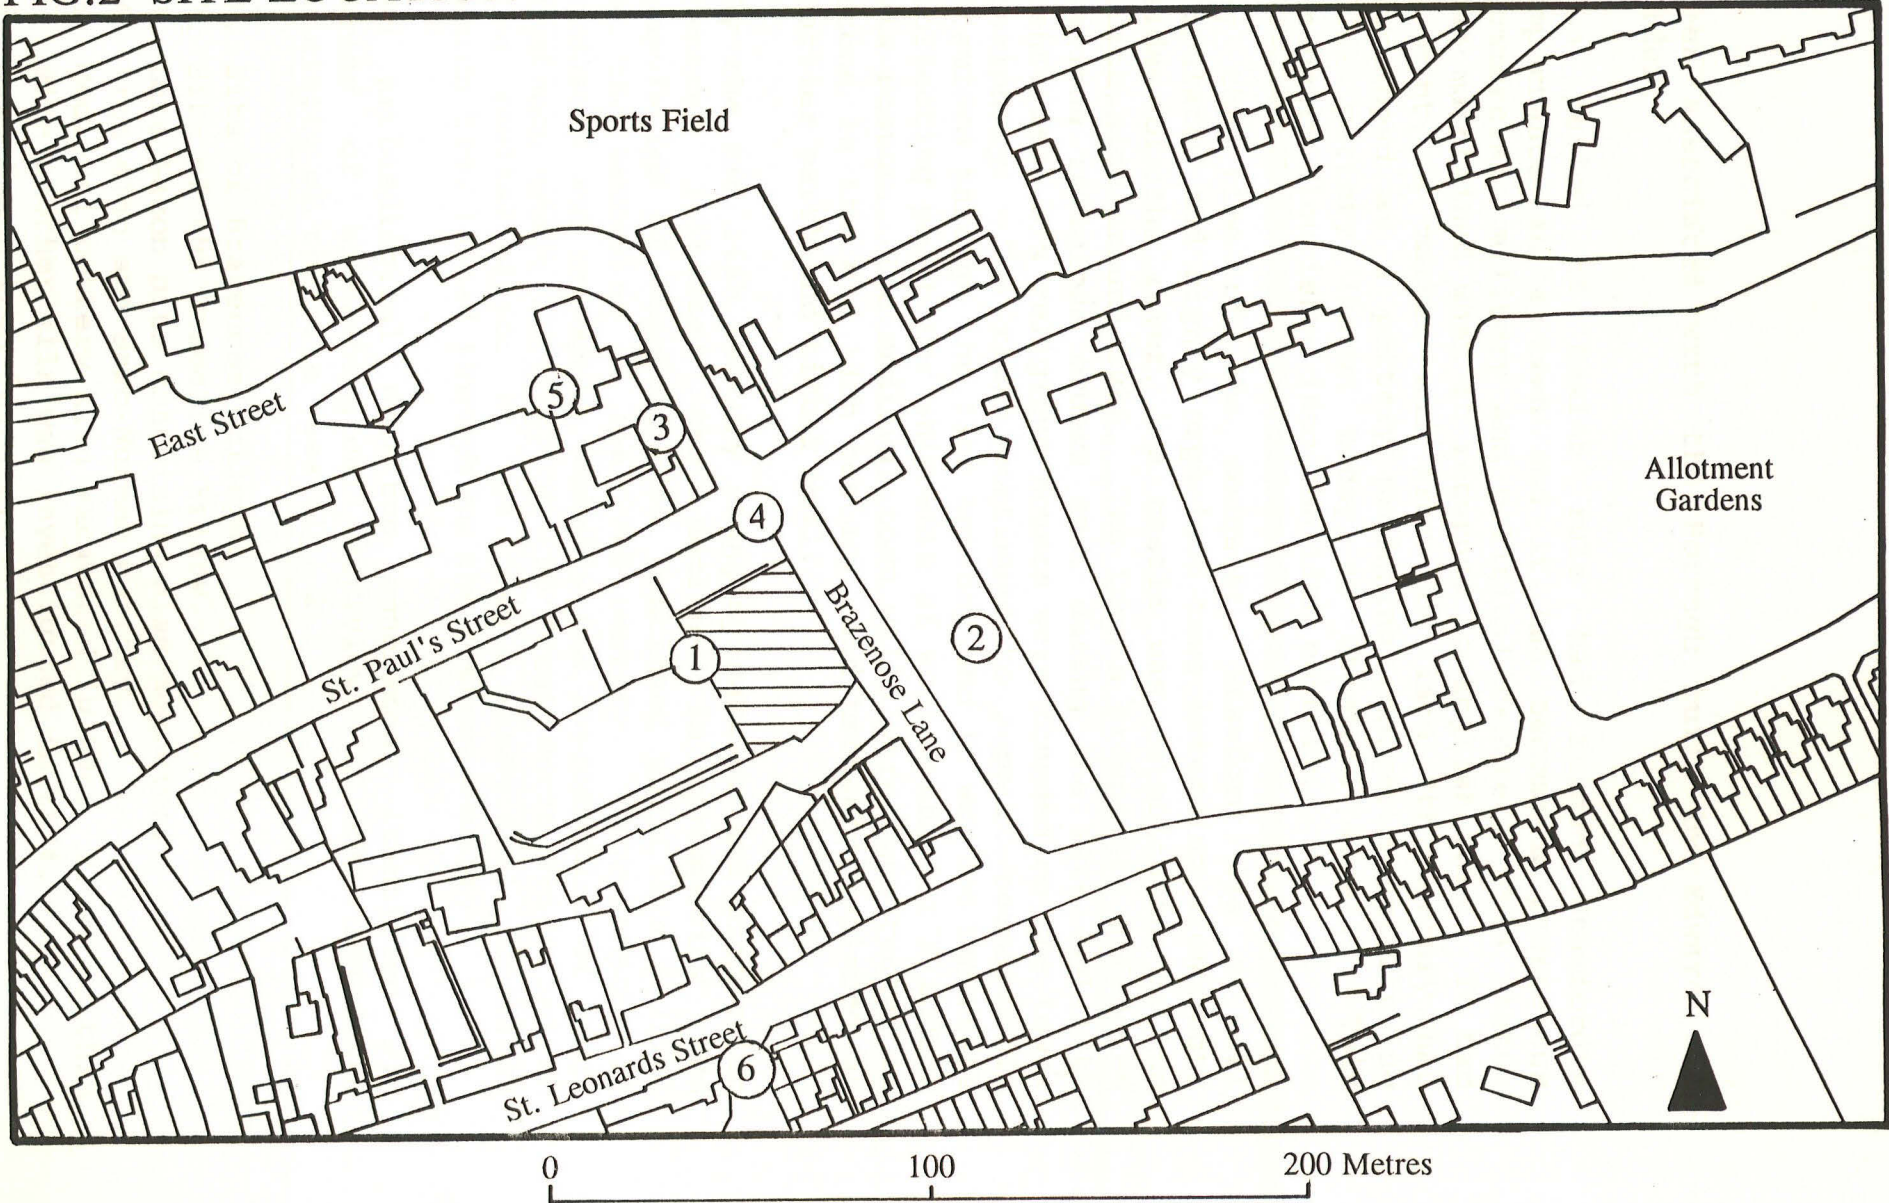 Sports Field
East Street
5
3
4
Allotment
Gardens
St. Paul's Street
1
Brazenose Lane
2
St. Leonards Street
6
N
0 100 200 Metres